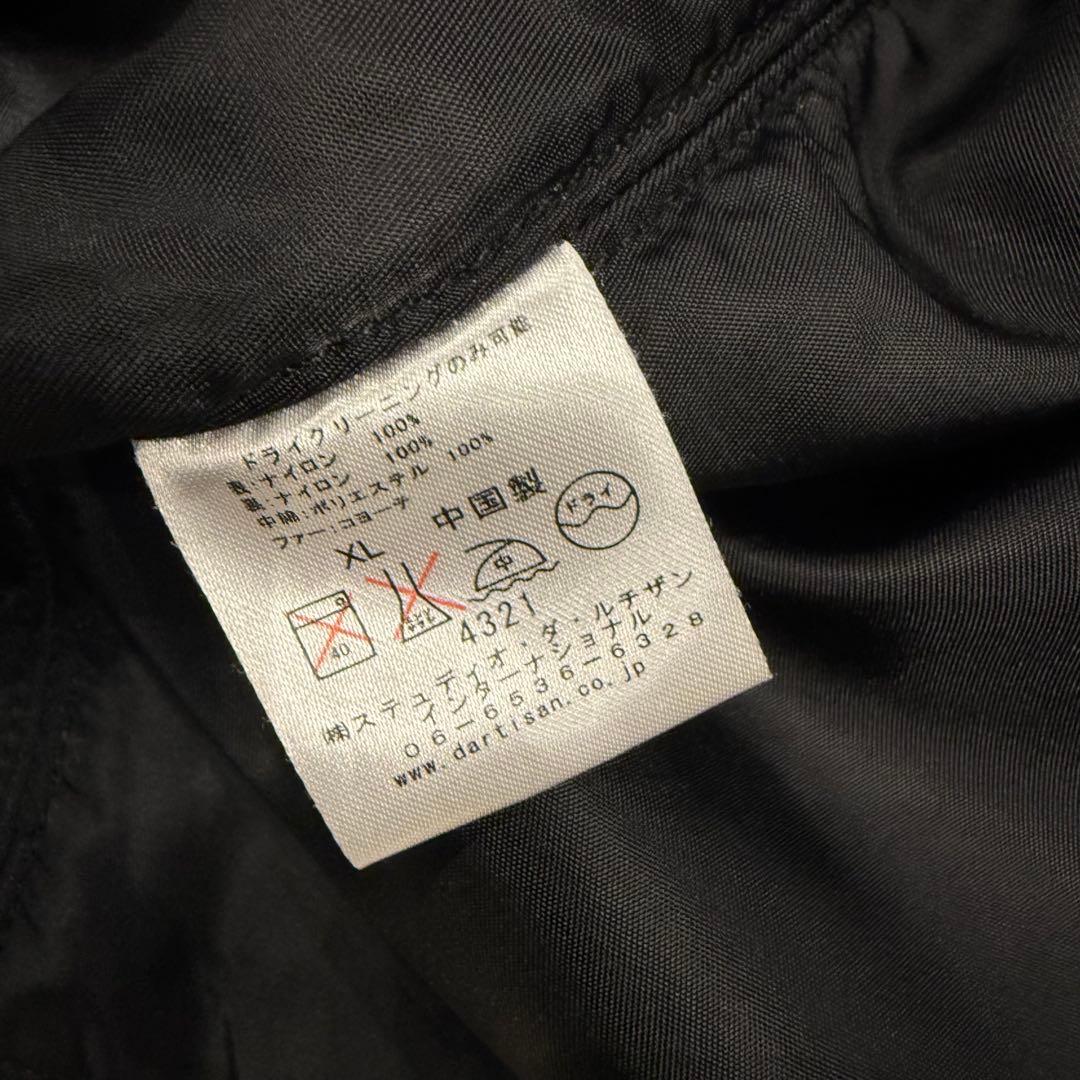 ドライクリーニングのみ可能
表:ナイロン 100%
裏:ナイロン 100%
中綿:ポリエステル 100%
ファー:コヨーテ
中国製
XL
40
中
ドライ
4321
㈱ステュディオ・ダ・ルチザン
インターナショナル
06-6536-6328
www.dartisan.co.jp